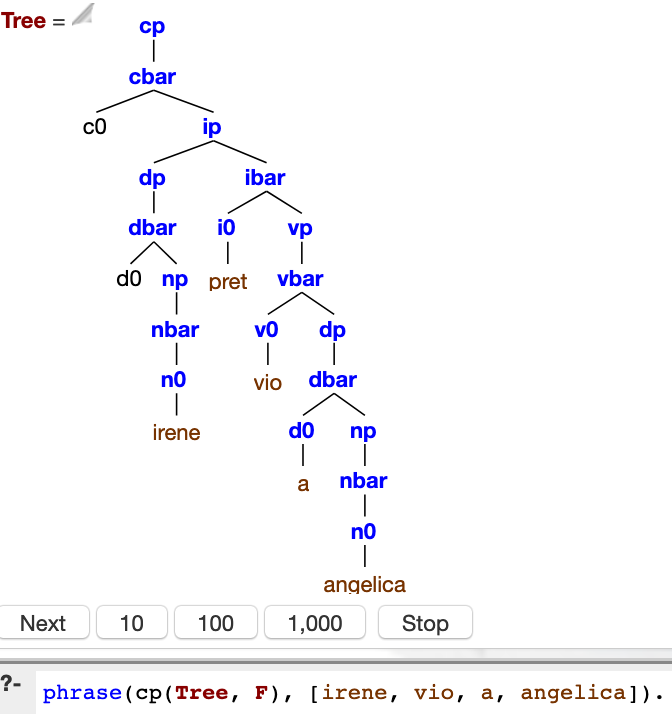 Tree =
cp
cbar
c0 ip
dp ibar
dbar i0 vp
d0 np pret vbar
nbar v0 dp
n0 vio dbar
irene d0 np
a nbar
n0
angelica
Next 10 100 1,000 Stop
?- phrase(cp(Tree, F), [irene, vio, a, angelica]).